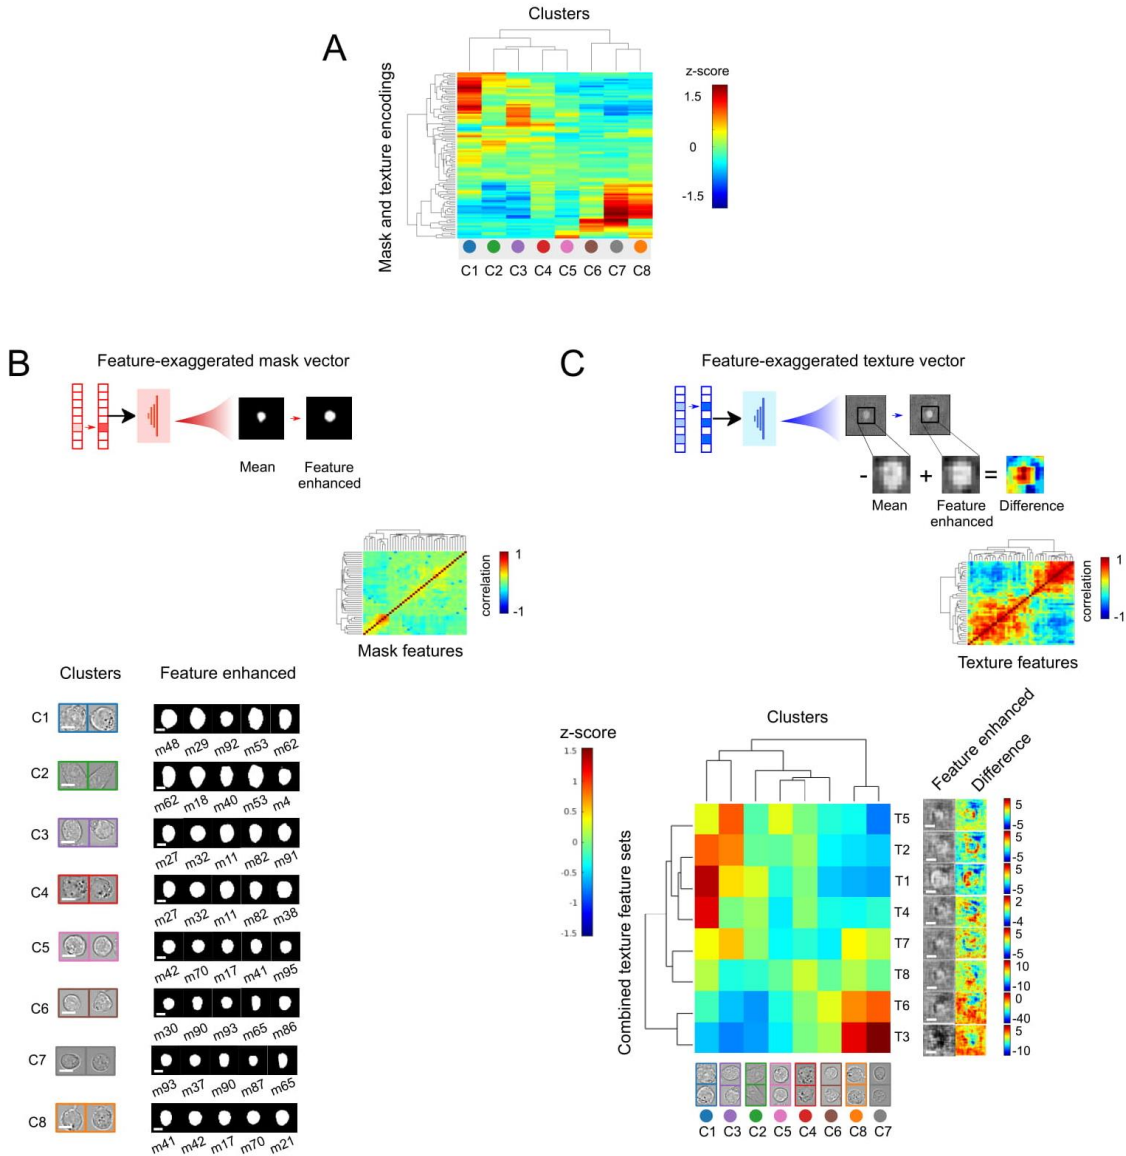 A
Clusters
Mask and texture encodings
z-score
1.5
0
-1.5
C1 C2 C3 C4 C5 C6 C7 C8
B
Feature-exaggerated mask vector
Mean
Feature
enhanced
1
correlation
-1
Mask features
Clusters
Feature enhanced
C1
m48 m29 m92 m53 m62
C2
m62 m18 m40 m53 m4
C3
m27 m32 m11 m82 m91
C4
m27 m32 m11 m82 m38
C5
m42 m70 m17 m41 m95
C6
m30 m90 m93 m65 m86
C7
m93 m37 m90 m87 m65
C8
m41 m42 m17 m70 m21
C
Feature-exaggerated texture vector
- + =
Mean
Feature
enhanced
Difference
1
correlation
-1
Texture features
z-score
1.5
1
0.5
0
-0.5
-1
-1.5
Clusters
Feature enhanced
Difference
Combined texture feature sets
T5
5
-5
T2
5
-5
T1
5
-5
T4
2
-4
T7
5
-5
T8
10
-10
T6
0
-40
T3
5
-10
C1 C3 C2 C5 C4 C6 C8 C7